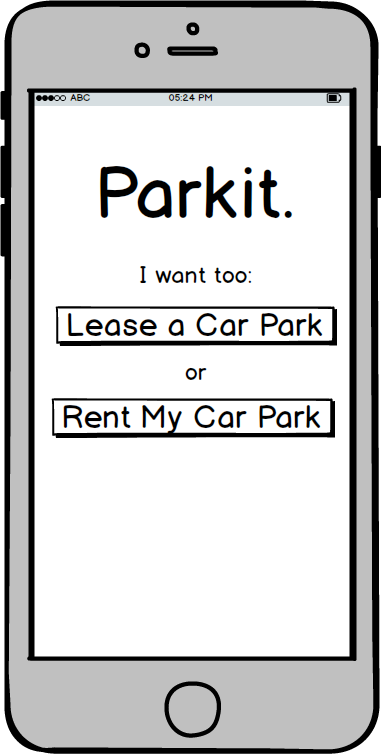 ABC 05:24 PM
Parkit.
I want too:
Lease a Car Park
or
Rent My Car Park